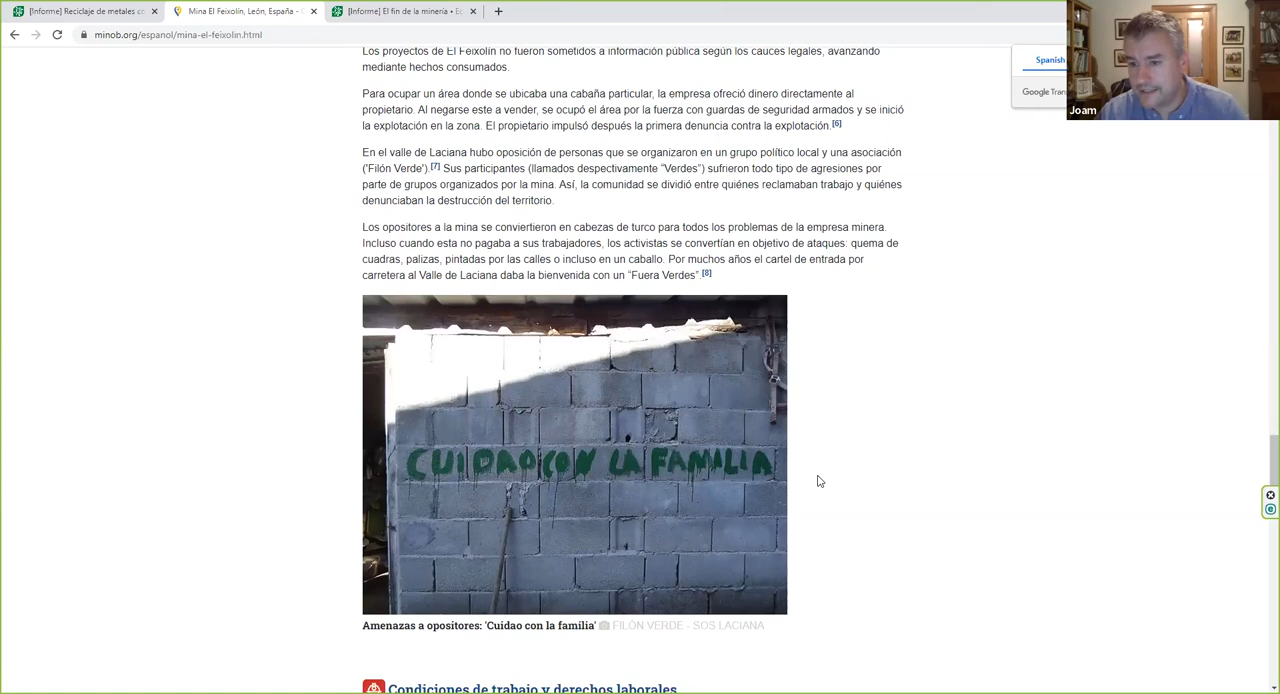 [Informe] Reciclaje de metales co
Mina El Feixolín, León, España - C
[Informe] El fin de la minería • Ec
minob.org/espanol/mina-el-feixolin.html
Los proyectos de El Feixolín no fueron sometidos a información pública según los cauces legales, avanzando
mediante hechos consumados.
Spanish
Google Tran
Joam
Para ocupar un área donde se ubicaba una cabaña particular, la empresa ofreció dinero directamente al
propietario. Al negarse este a vender, se ocupó el área por la fuerza con guardas de seguridad armados y se inició
la explotación en la zona. El propietario impulsó después la primera denuncia contra la explotación.[6]
En el valle de Laciana hubo oposición de personas que se organizaron en un grupo político local y una asociación
('Filón Verde').[7] Sus participantes (llamados despectivamente “Verdes”) sufrieron todo tipo de agresiones por
parte de grupos organizados por la mina. Así, la comunidad se dividió entre quiénes reclamaban trabajo y quiénes
denunciaban la destrucción del territorio.
Los opositores a la mina se convirtieron en cabezas de turco para todos los problemas de la empresa minera.
Incluso cuando esta no pagaba a sus trabajadores, los activistas se convertían en objetivo de ataques: quema de
cuadras, palizas, pintadas por las calles o incluso en un caballo. Por muchos años el cartel de entrada por
carretera al Valle de Laciana daba la bienvenida con un “Fuera Verdes”.[8]
CUIDAO CON LA FAMILIA
Amenazas a opositores: 'Cuidao con la familia' FILÓN VERDE - SOS LACIANA
Condiciones de trabajo y derechos laborales